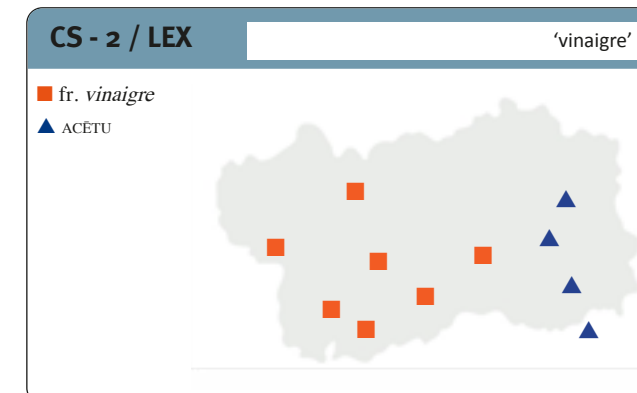 CS - 2 / LEX
‘vinaigre’
fr. vinaigre
ACĒTU